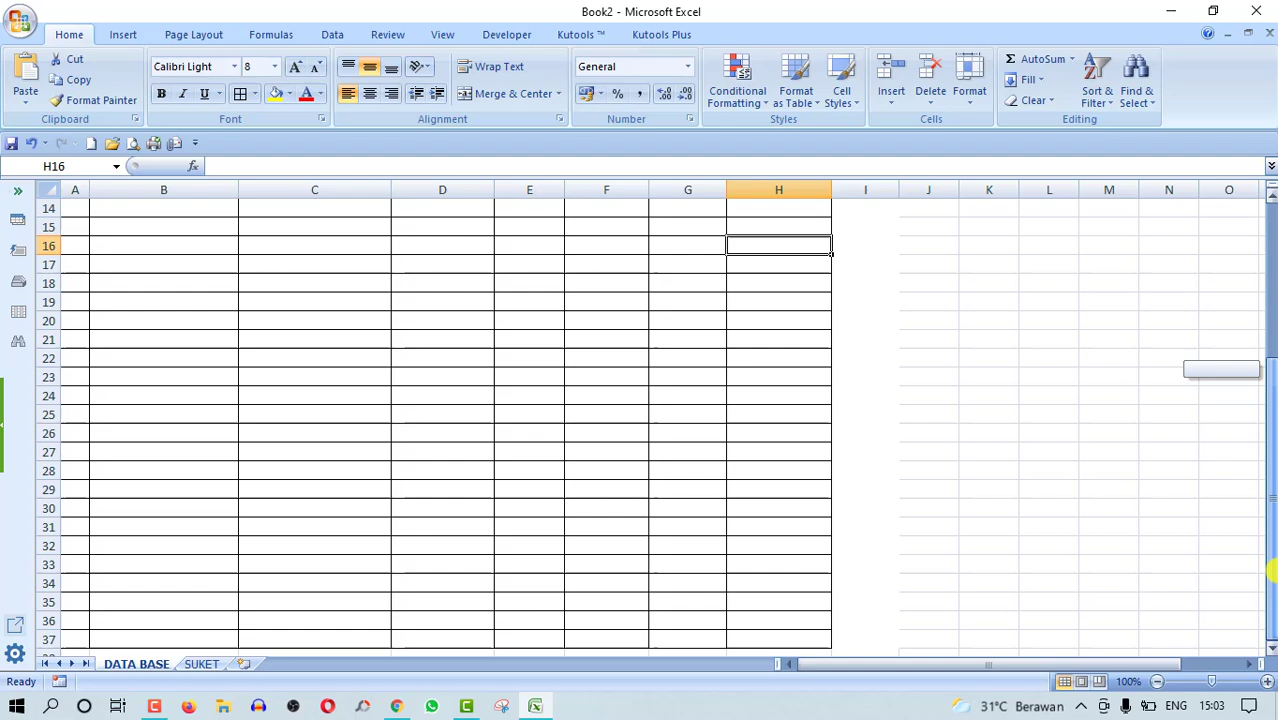 Book2 - Microsoft Excel
Home Insert Page Layout Formulas Data Review View Developer Kutools ™ Kutools Plus
Paste
Cut
Copy
Format Painter
Clipboard
Calibri Light 8
B I U
Font
Wrap Text
Merge & Center
Alignment
General
% ,
Number
Conditional Formatting
Format as Table
Cell Styles
Styles
Insert Delete Format
Cells
AutoSum
Fill
Clear
Sort & Filter
Find & Select
Editing
H16
fx
A B C D E F G H I J K L M N O
14
15
16
17
18
19
20
21
22
23
24
25
26
27
28
29
30
31
32
33
34
35
36
37
DATA BASE SUKET
Ready
100%
31°C Berawan ENG 15:03